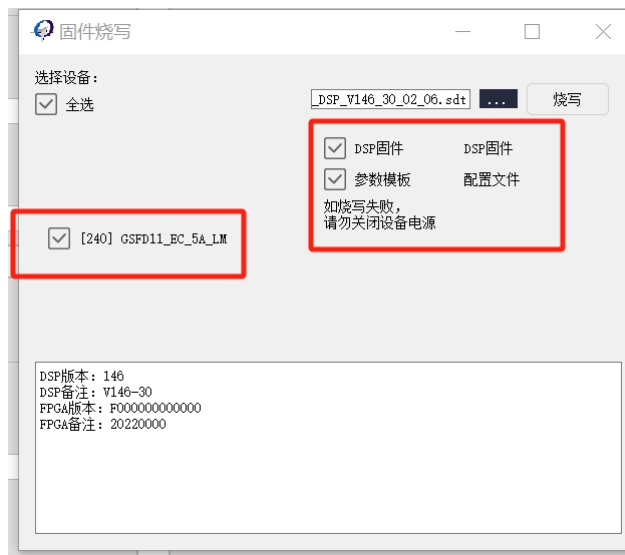 固件烧写
选择设备:
全选
_DSP_V146_30_02_06.sdt ... 烧写
DSP固件 DSP固件
参数模板 配置文件
如烧写失败,
请勿关闭设备电源
[240] GSFD11_EC_5A_LM
DSP版本: 146
DSP备注: V146-30
FPGA版本: F000000000000
FPGA备注: 20220000